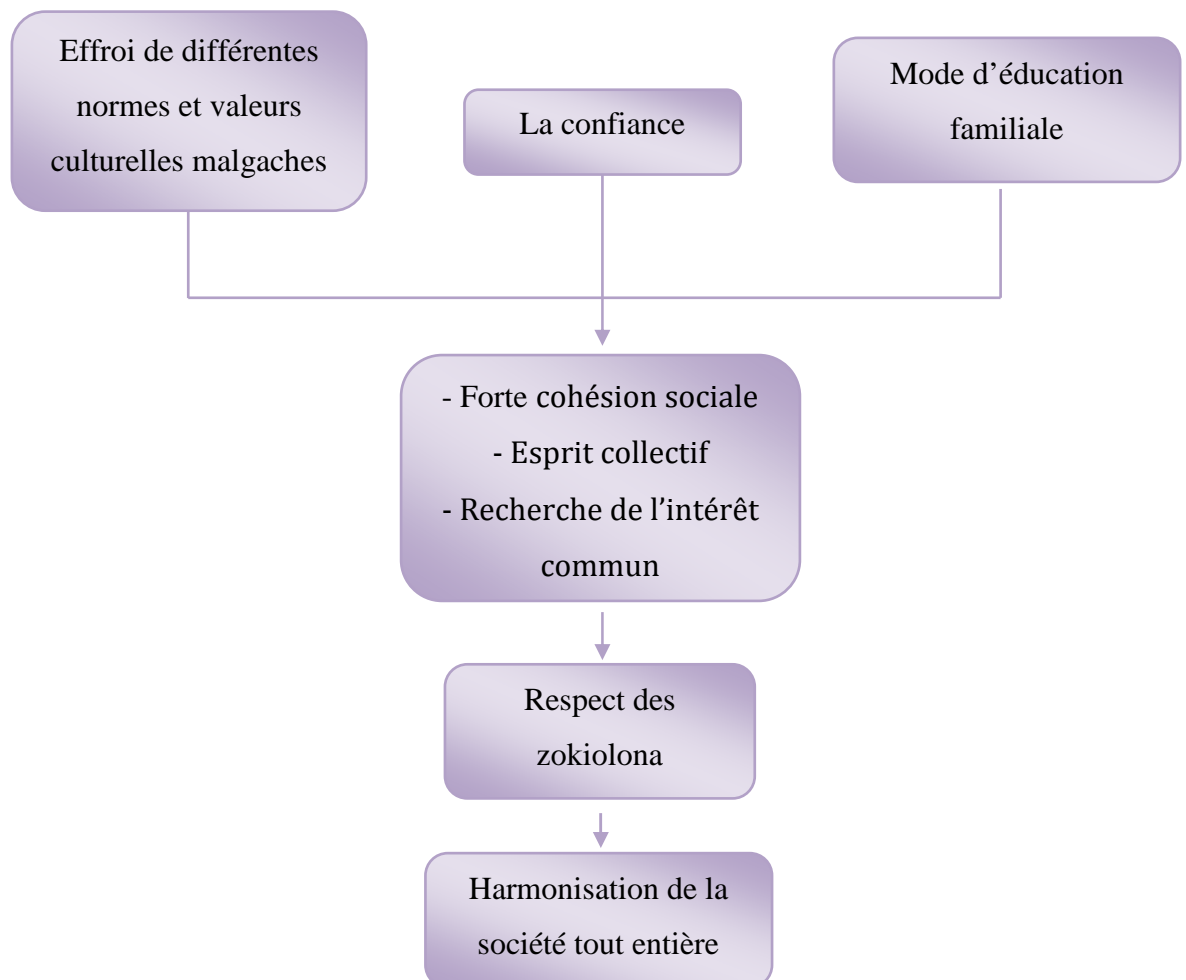 Effroi de différentes
normes et valeurs
culturelles malgaches
La confiance
Mode d’éducation
familiale
- Forte cohésion sociale
- Esprit collectif
- Recherche de l’intérêt
commun
Respect des
zokiolona
Harmonisation de la
société tout entière